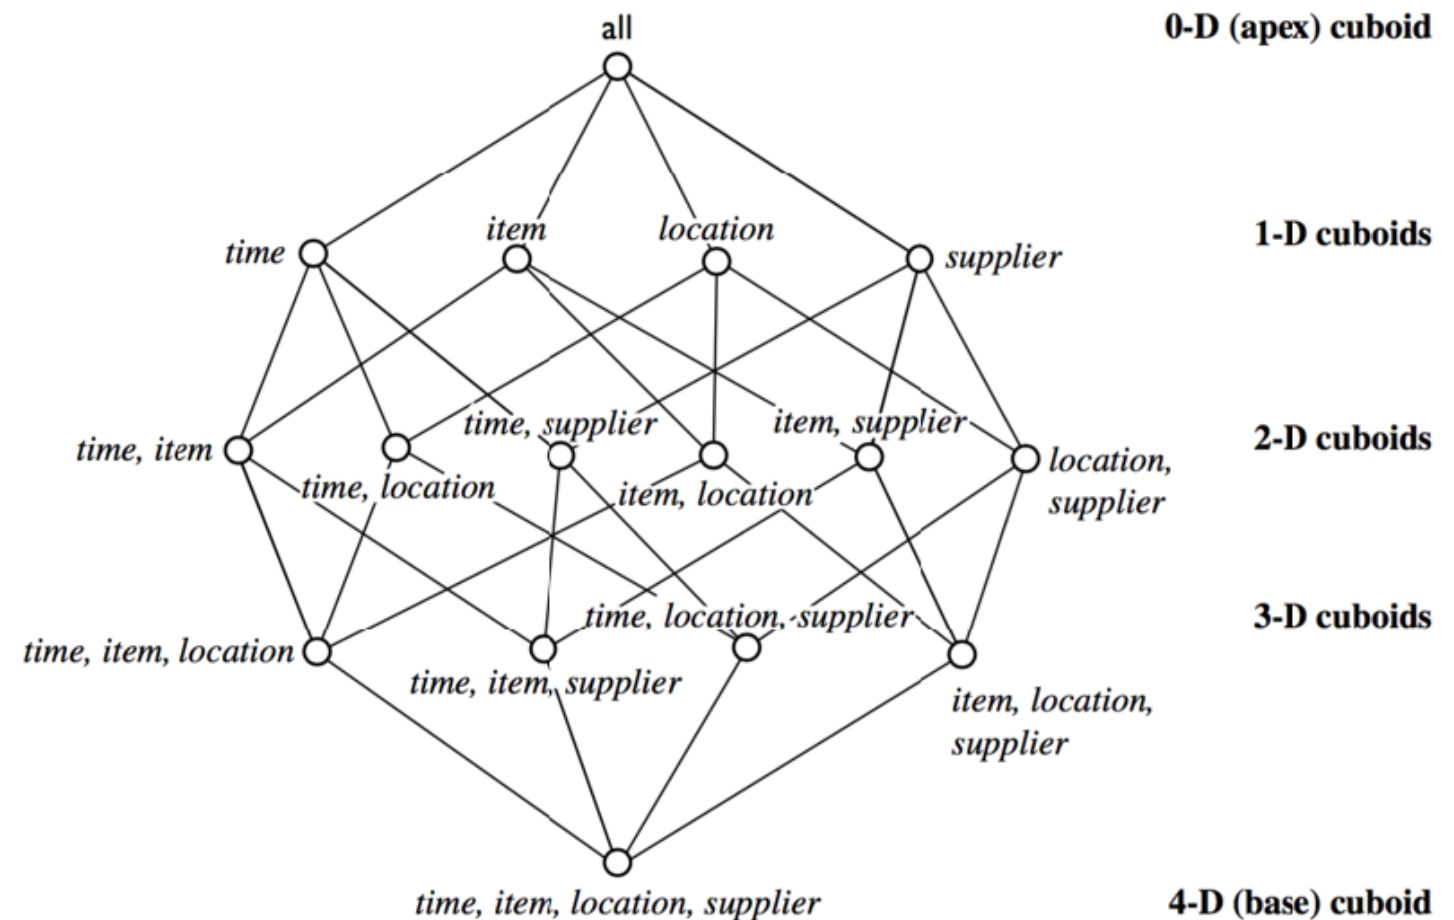 all
0-D (apex) cuboid
time
item
location
supplier
1-D cuboids
time, item
time, location
time, supplier
item, location
item, supplier
location,
supplier
2-D cuboids
time, item, location
time, item, supplier
time, location, supplier
item, location,
supplier
3-D cuboids
time, item, location, supplier
4-D (base) cuboid